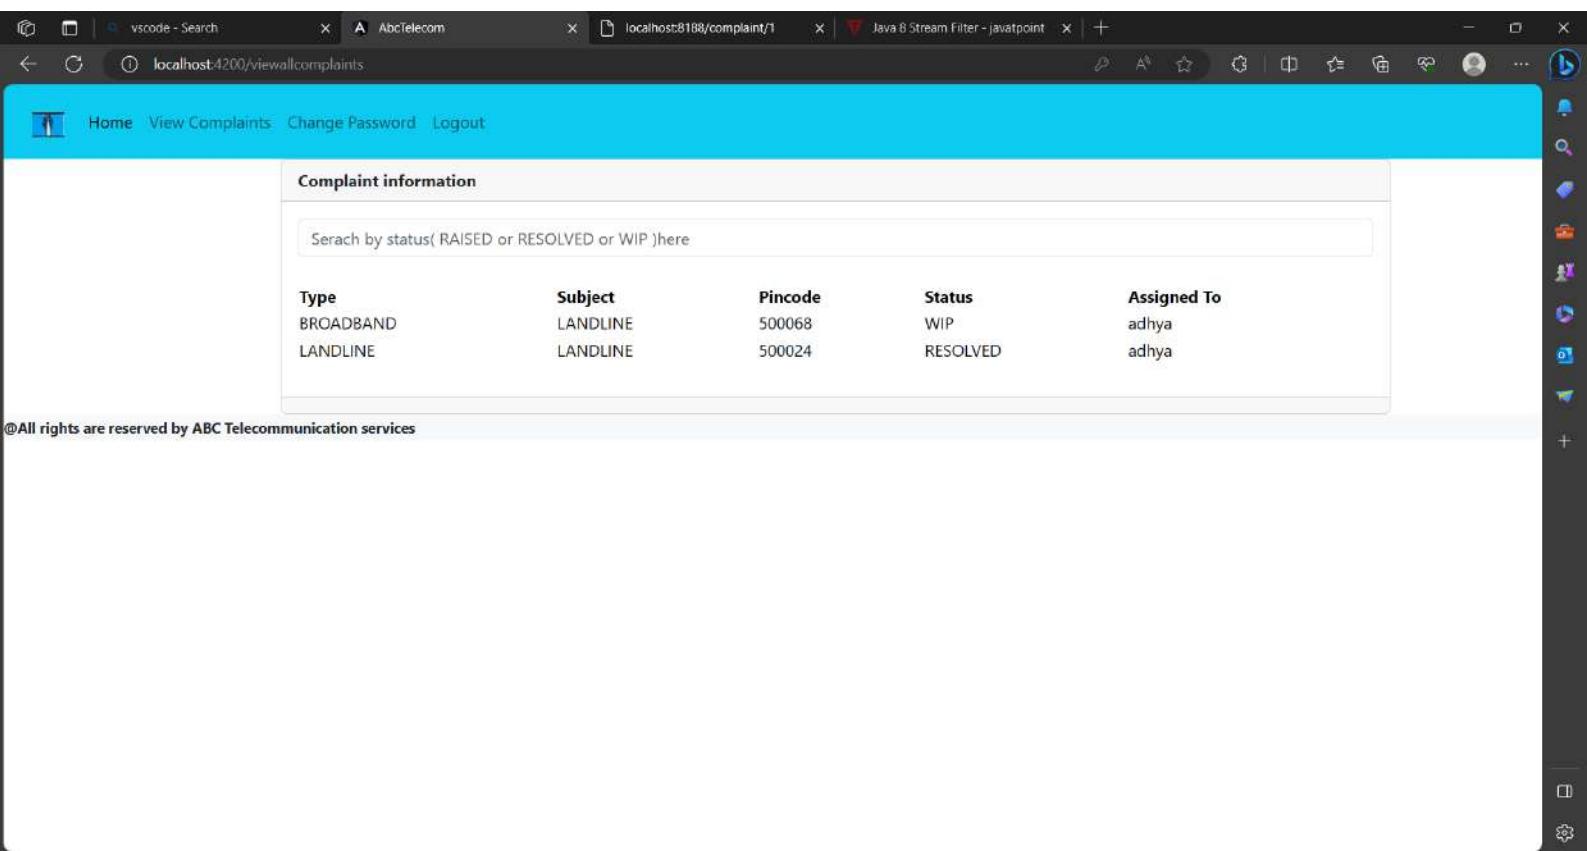 vscode - Search
AbcTelecom
localhost:8188/complaint/1
Java 8 Stream Filter - javatpoint
localhost:4200/viewallcomplaints
Home View Complaints Change Password Logout
Complaint information
Serach by status( RAISED or RESOLVED or WIP )here
Type Subject Pincode Status Assigned To
BROADBAND LANDLINE 500068 WIP adhya
LANDLINE LANDLINE 500024 RESOLVED adhya
@All rights are reserved by ABC Telecommunication services